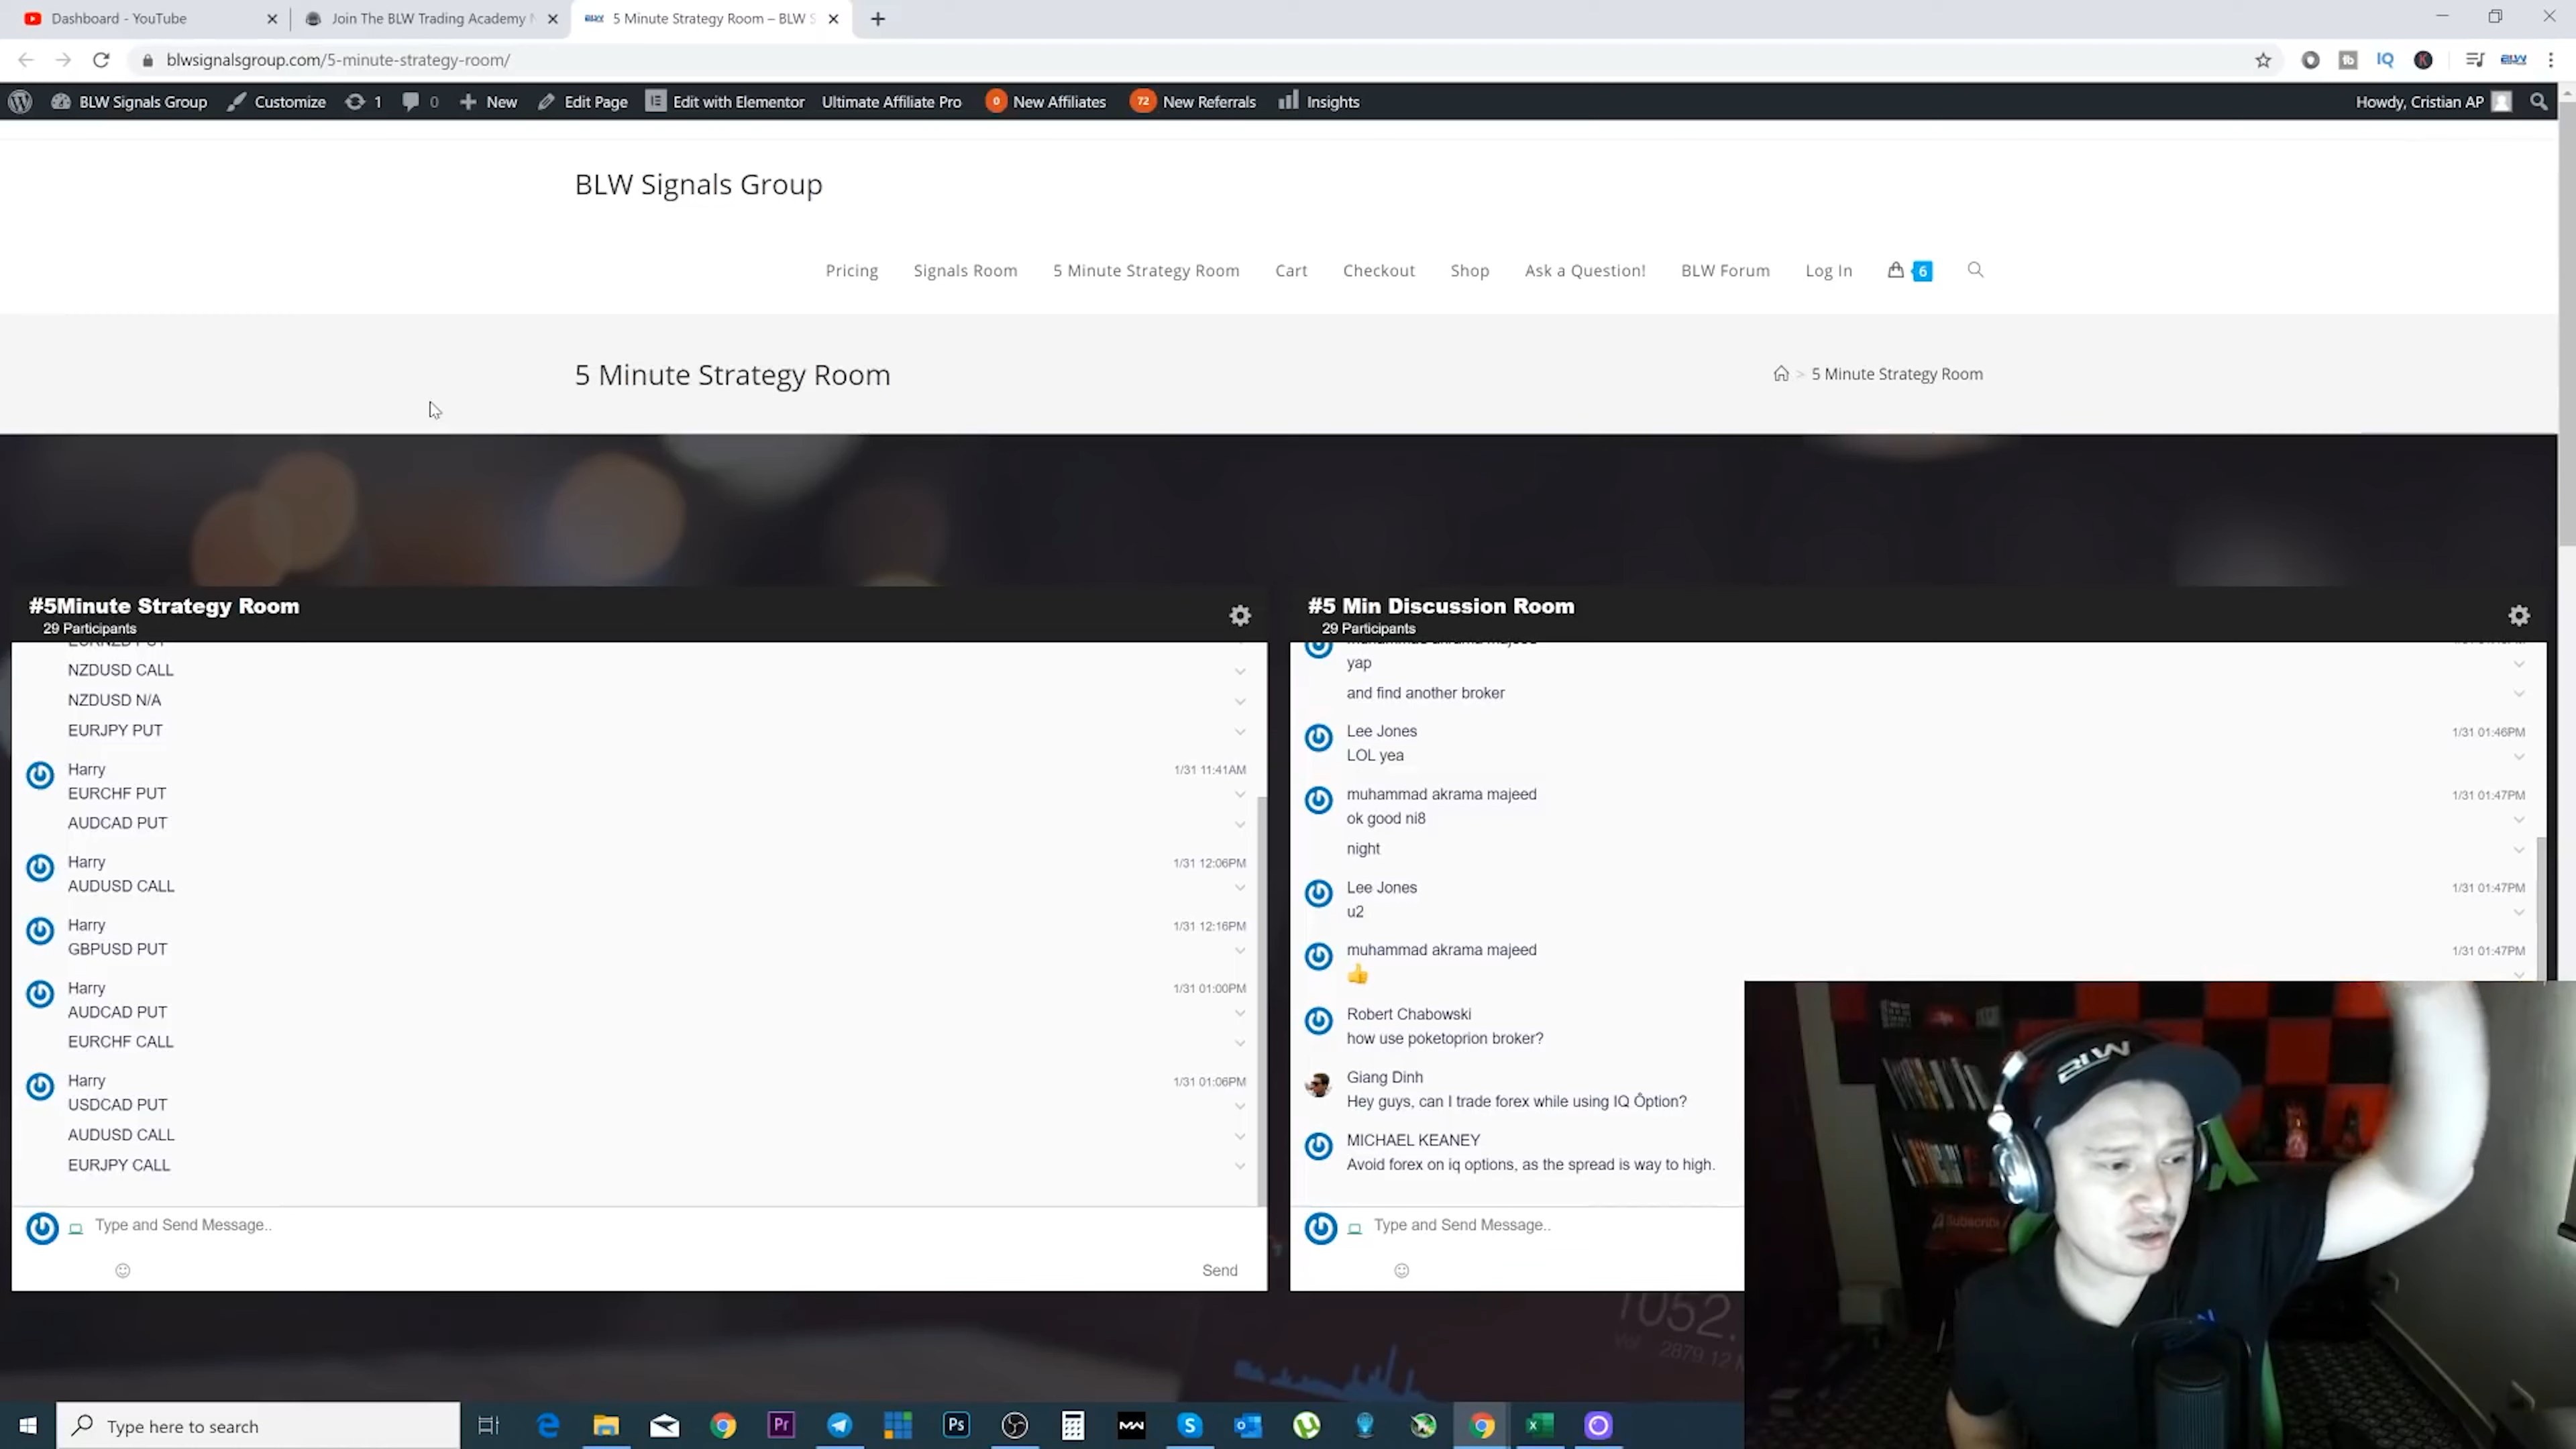 Dashboard - YouTube
Join The BLW Trading Academy
5 Minute Strategy Room – BLW S
blwsignalsgroup.com/5-minute-strategy-room/
BLW Signals Group
Customize
1
0
New
Edit Page
Edit with Elementor
Ultimate Affiliate Pro
0
New Affiliates
72
New Referrals
Insights
Howdy, Cristian AP
BLW Signals Group
Pricing
Signals Room
5 Minute Strategy Room
Cart
Checkout
Shop
Ask a Question!
BLW Forum
Log In
6
5 Minute Strategy Room
> 5 Minute Strategy Room
#5Minute Strategy Room
29 Participants
EURNZD PUT
NZDUSD CALL
NZDUSD N/A
EURJPY PUT
Harry
1/31 11:41AM
EURCHF PUT
AUDCAD PUT
Harry
1/31 12:06PM
AUDUSD CALL
Harry
1/31 12:16PM
GBPUSD PUT
Harry
1/31 01:00PM
AUDCAD PUT
EURCHF CALL
Harry
1/31 01:06PM
USDCAD PUT
AUDUSD CALL
EURJPY CALL
Type and Send Message..
Send
#5 Min Discussion Room
29 Participants
muhammad akrama majeed
yap
and find another broker
Lee Jones
1/31 01:46PM
LOL yea
muhammad akrama majeed
1/31 01:47PM
ok good ni8
night
Lee Jones
1/31 01:47PM
u2
muhammad akrama majeed
1/31 01:47PM
👍
Robert Chabowski
how use poketoprion broker?
Giang Dinh
Hey guys, can I trade forex while using IQ Ôption?
MICHAEL KEANEY
Avoid forex on iq options, as the spread is way to high.
Type and Send Message..
1052.
2879 12
BLW
Subscribe
Type here to search